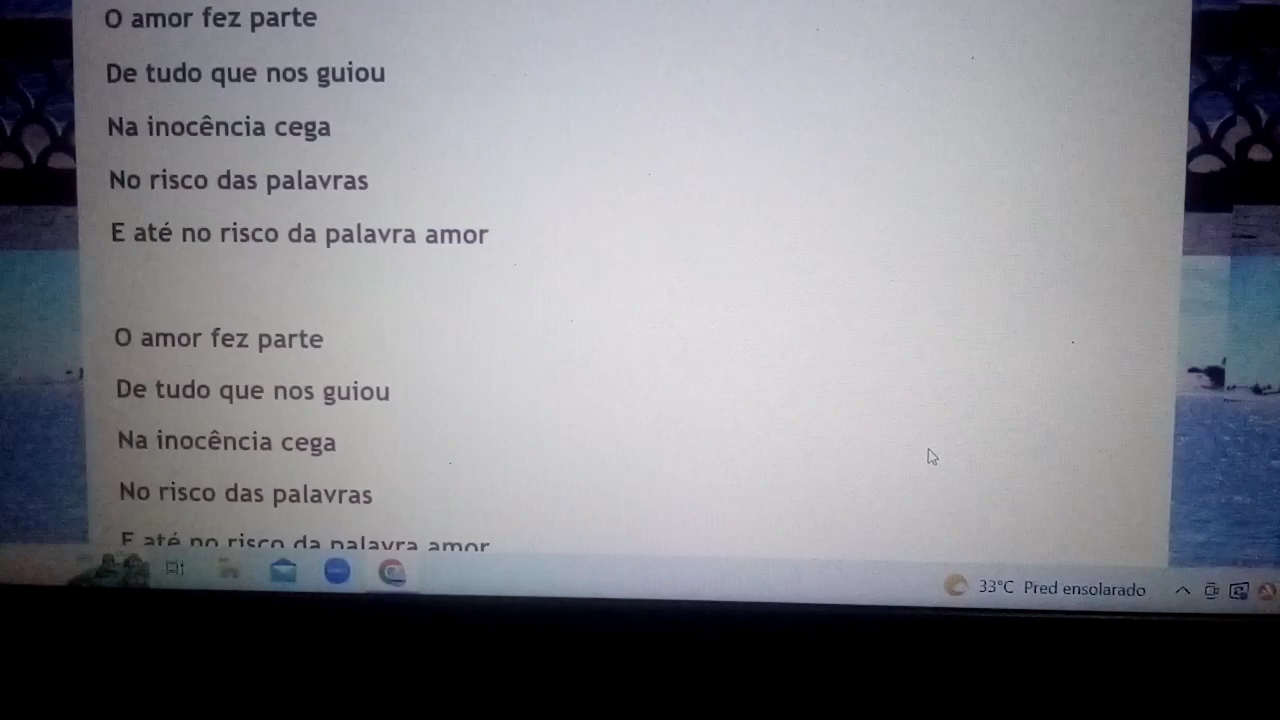 O amor fez parte
De tudo que nos guiou
Na inocência cega
No risco das palavras
E até no risco da palavra amor
O amor fez parte
De tudo que nos guiou
Na inocência cega
No risco das palavras
E até no risco da palavra amor
33°C Pred ensolarado